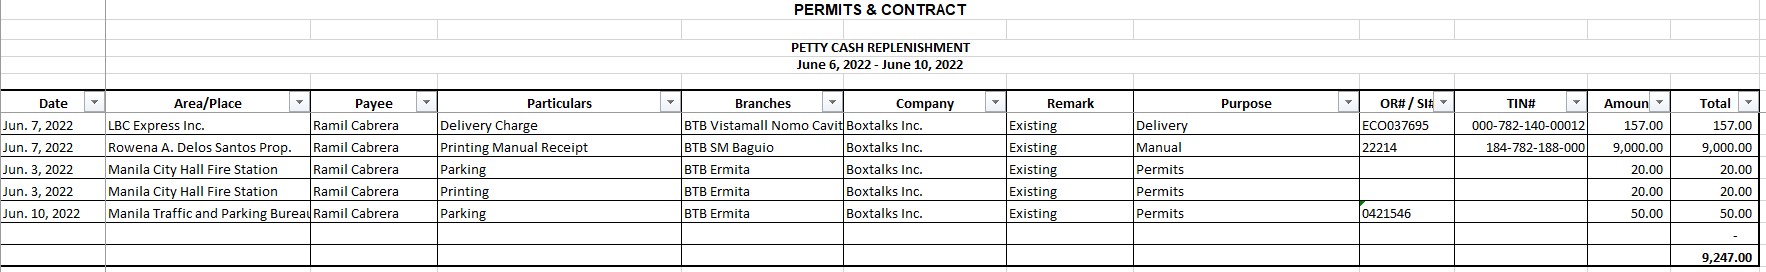 PERMITS & CONTRACT
PETTY CASH REPLENISHMENT
June 6, 2022 - June 10, 2022
Date Area/Place Payee Particulars Branches Company Remark Purpose OR# / SI# TIN# Amoun Total
Jun. 7, 2022 LBC Express Inc. Ramil Cabrera Delivery Charge BTB Vistamall Nomo Cavit Boxtalks Inc. Existing Delivery ECO037695 000-782-140-00012 157.00 157.00
Jun. 7, 2022 Rowena A. Delos Santos Prop. Ramil Cabrera Printing Manual Receipt BTB SM Baguio Boxtalks Inc. Existing Manual 22214 184-782-188-000 9,000.00 9,000.00
Jun. 3, 2022 Manila City Hall Fire Station Ramil Cabrera Parking BTB Ermita Boxtalks Inc. Existing Permits 20.00 20.00
Jun. 3, 2022 Manila City Hall Fire Station Ramil Cabrera Printing BTB Ermita Boxtalks Inc. Existing Permits 20.00 20.00
Jun. 10, 2022 Manila Traffic and Parking Bureau Ramil Cabrera Parking BTB Ermita Boxtalks Inc. Existing Permits 0421546 50.00 50.00
-
9,247.00